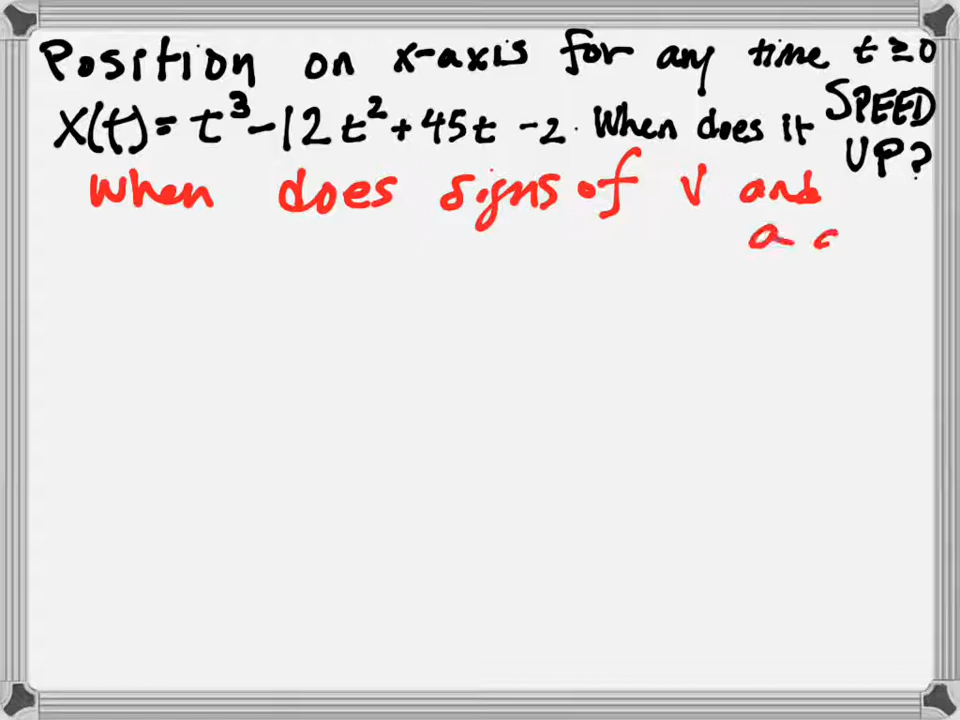 Position on x-axis for any time t ≥ 0
X(t) = t³ - 12t² + 45t - 2. When does it SPEED
UP?
When does signs of v and
a